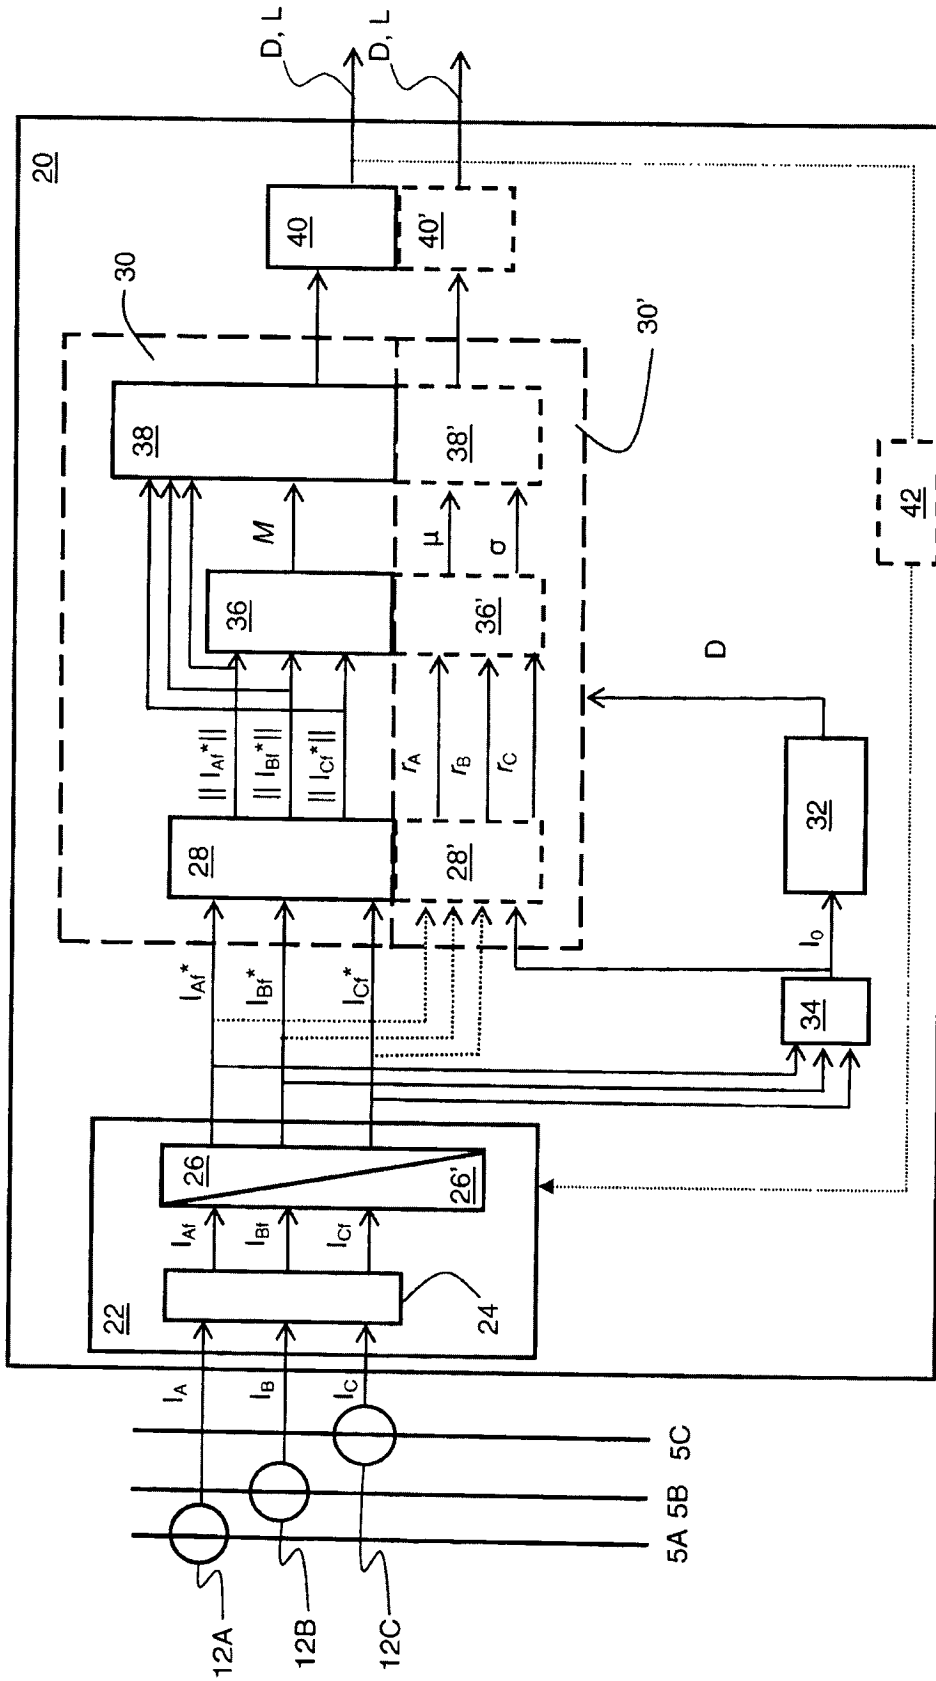 20
D, L
D, L
30
40
40'
30'
38
38'
M
μ
σ
36
36'
|| I_Af* ||
|| I_Bf* ||
|| I_Cf* ||
r_A
r_B
r_C
28
28'
D
32
I_0
34
42
I_Af*
I_Bf*
I_Cf*
26
26'
I_Af
I_Bf
I_Cf
22
24
I_A
I_B
I_C
5A
5B
5C
12A
12B
12C